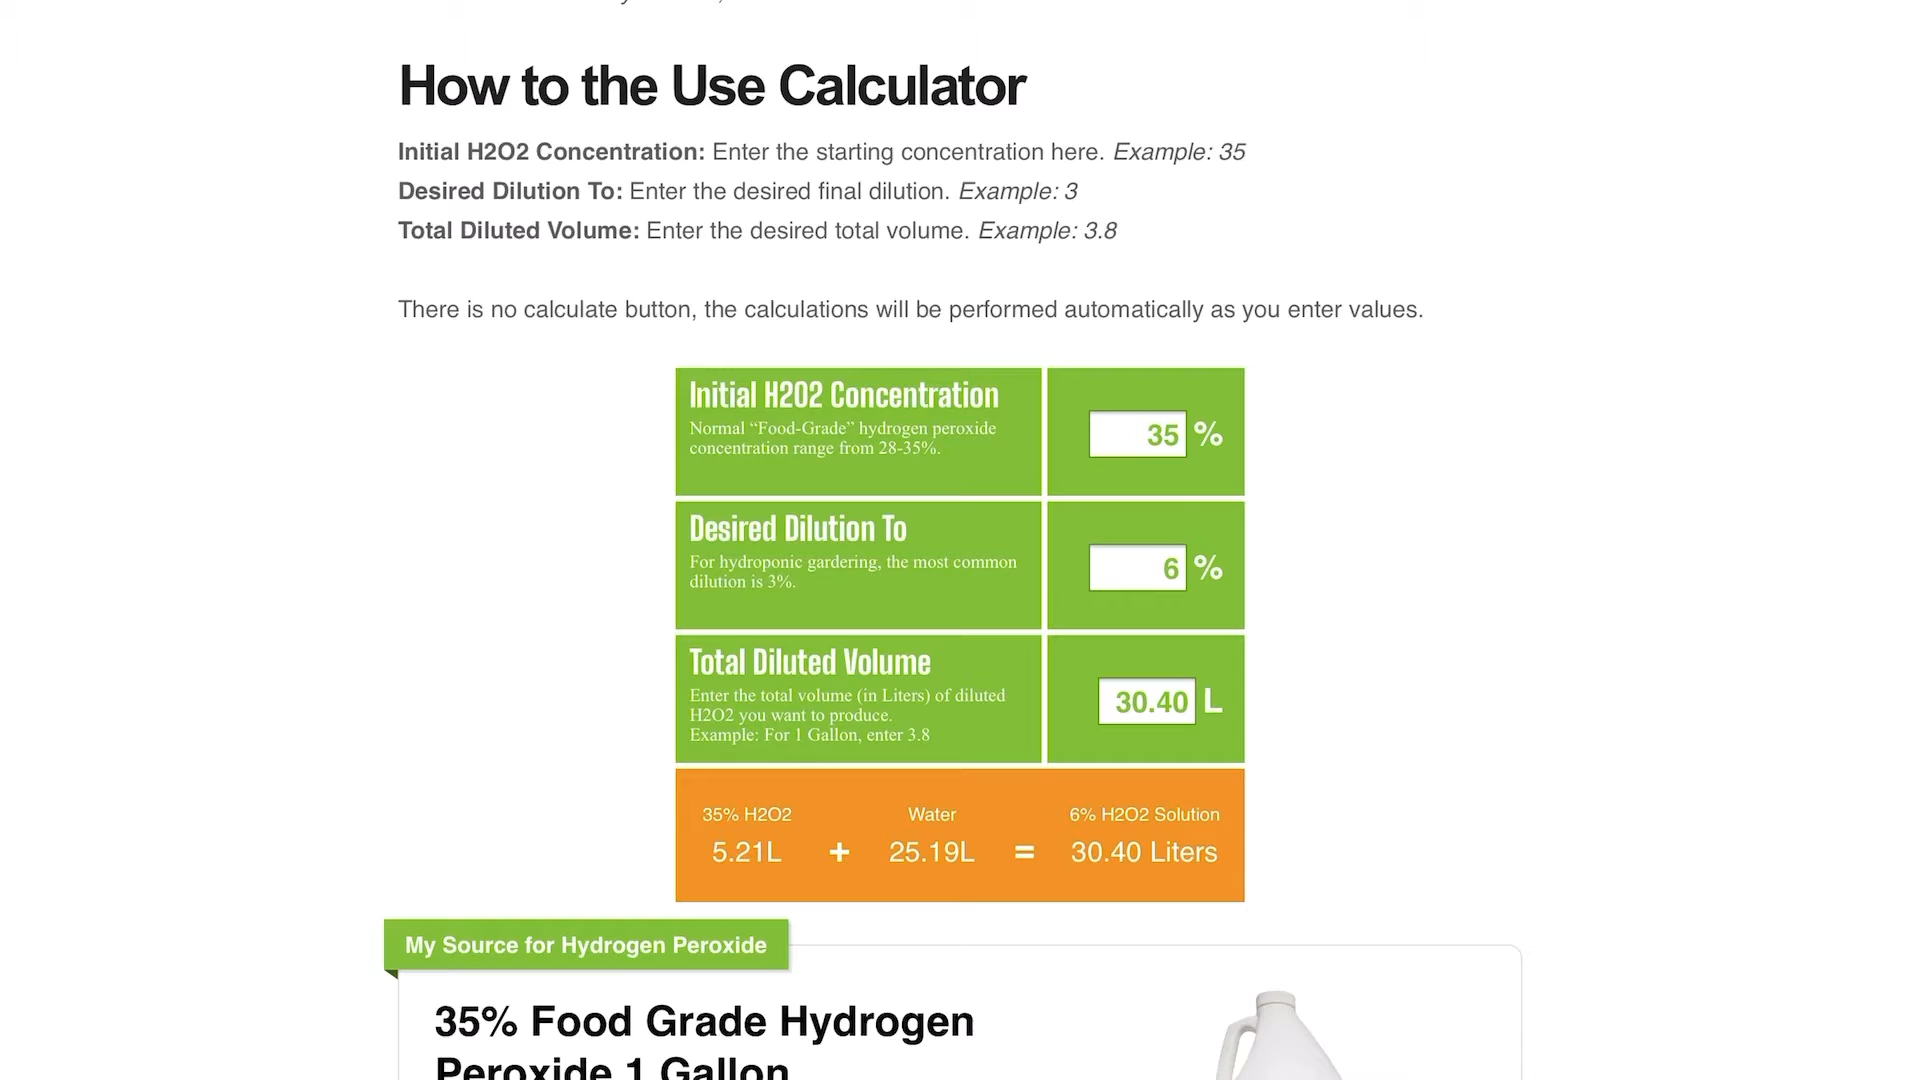 How to the Use Calculator
Initial H2O2 Concentration: Enter the starting concentration here. Example: 35
Desired Dilution To: Enter the desired final dilution. Example: 3
Total Diluted Volume: Enter the desired total volume. Example: 3.8
There is no calculate button, the calculations will be performed automatically as you enter values.
Initial H2O2 Concentration
Normal “Food-Grade” hydrogen peroxide
concentration range from 28-35%.
35 %
Desired Dilution To
For hydroponic gardering, the most common
dilution is 3%.
6 %
Total Diluted Volume
Enter the total volume (in Liters) of diluted
H2O2 you want to produce.
Example: For 1 Gallon, enter 3.8
30.40 L
35% H2O2 Water 6% H2O2 Solution
5.21L + 25.19L = 30.40 Liters
My Source for Hydrogen Peroxide
35% Food Grade Hydrogen
Peroxide 1 Gallon